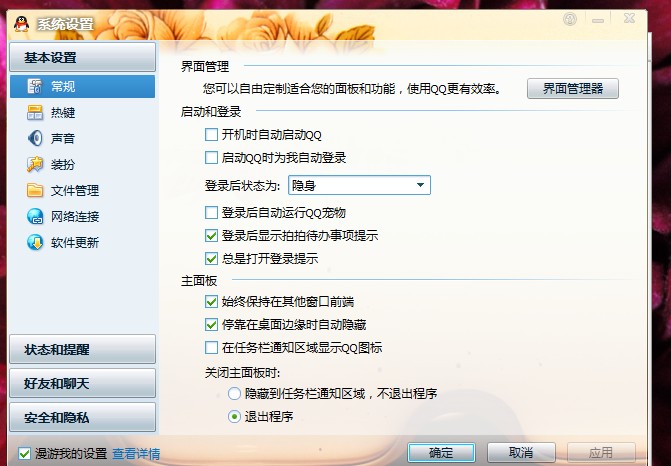 系统设置
基本设置
常规
热键
声音
装扮
文件管理
网络连接
软件更新
状态和提醒
好友和聊天
安全和隐私
界面管理
您可以自由定制适合您的面板和功能，使用QQ更有效率。
界面管理器
启动和登录
开机时自动启动QQ
启动QQ时为我自动登录
登录后状态为: 隐身
登录后自动运行QQ宠物
登录后显示拍拍待办事项提示
总是打开登录提示
主面板
始终保持在其他窗口前端
停靠在桌面边缘时自动隐藏
在任务栏通知区域显示QQ图标
关闭主面板时:
隐藏到任务栏通知区域，不退出程序
退出程序
漫游我的设置 查看详情
确定 取消 应用